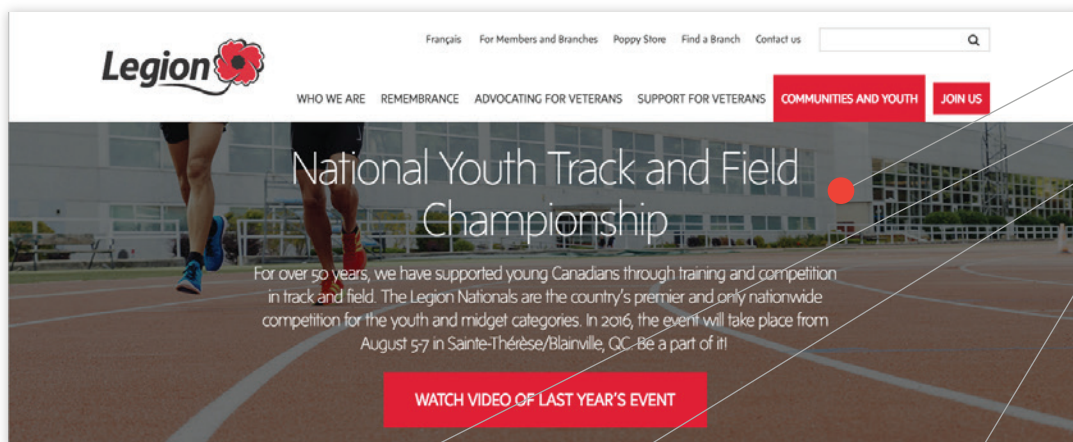 Legion
Français For Members and Branches Poppy Store Find a Branch Contact us
WHO WE ARE REMEMBRANCE ADVOCATING FOR VETERANS SUPPORT FOR VETERANS COMMUNITIES AND YOUTH JOIN US
National Youth Track and Field
Championship
For over 50 years, we have supported young Canadians through training and competition
in track and field. The Legion Nationals are the country's premier and only nationwide
competition for the youth and midget categories. In 2016, the event will take place from
August 5-7 in Sainte-Thérèse/Blainville, QC. Be a part of it!
WATCH VIDEO OF LAST YEAR'S EVENT